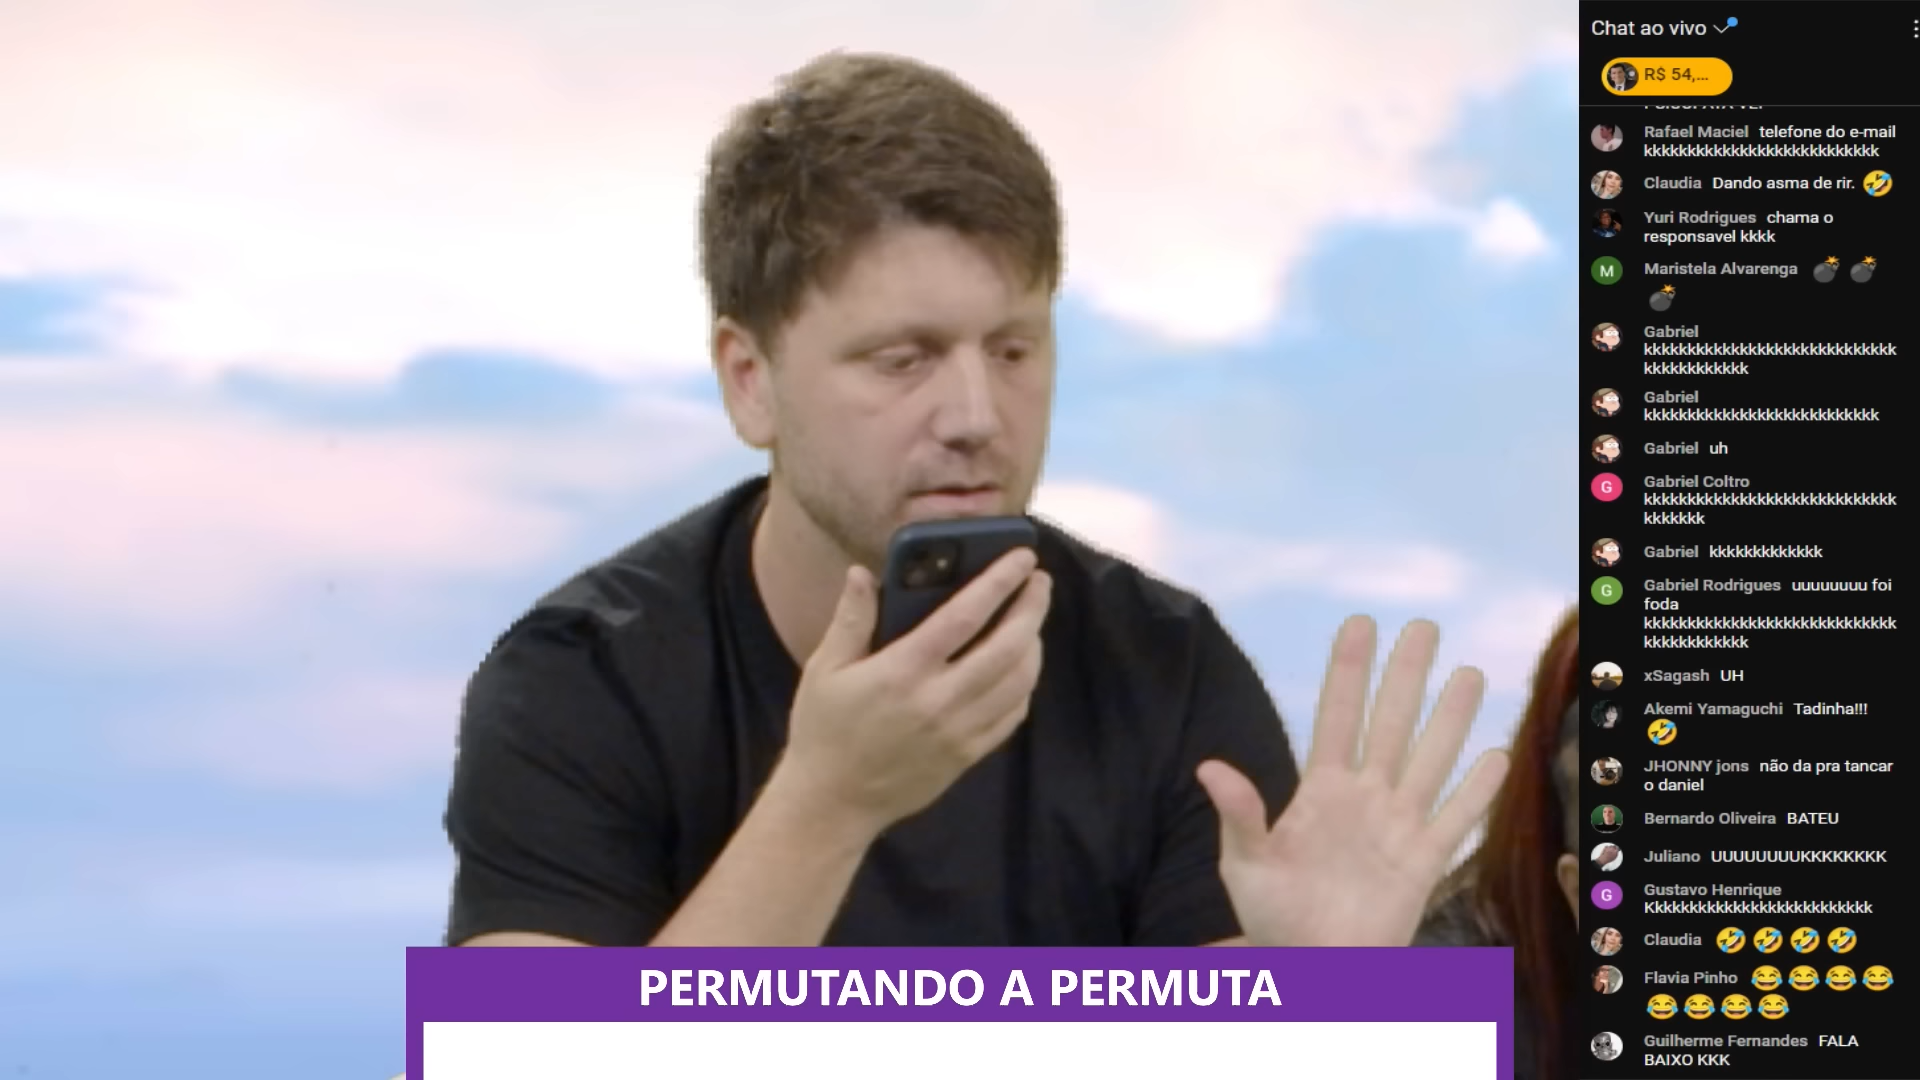 Chat ao vivo
R$ 54,...
Rafael Maciel telefone do e-mail
kkkkkkkkkkkkkkkkkkkkkkkkkkk
Claudia Dando asma de rir. 🤣
Yuri Rodrigues chama o
responsavel kkkk
M
Maristela Alvarenga 💣 💣
💣
Gabriel
kkkkkkkkkkkkkkkkkkkkkkkkkkkkk
kkkkkkkkkkkk
Gabriel
kkkkkkkkkkkkkkkkkkkkkkkkkkk
Gabriel uh
G
Gabriel Coltro
kkkkkkkkkkkkkkkkkkkkkkkkkkkkk
kkkkkkk
Gabriel kkkkkkkkkkkkk
G
Gabriel Rodrigues uuuuuuuu foi
foda
kkkkkkkkkkkkkkkkkkkkkkkkkkkkk
kkkkkkkkkkkk
xSagash UH
Akemi Yamaguchi Tadinha!!!
🤣
JHONNY jons não da pra tancar
o daniel
Bernardo Oliveira BATEU
Juliano UUUUUUUUKKKKKKKK
G
Gustavo Henrique
Kkkkkkkkkkkkkkkkkkkkkkkkkk
Claudia 🤣 🤣 🤣 🤣
Flavia Pinho 😂 😂 😂 😂
😂 😂 😂 😂
Guilherme Fernandes FALA
BAIXO KKK
PERMUTANDO A PERMUTA